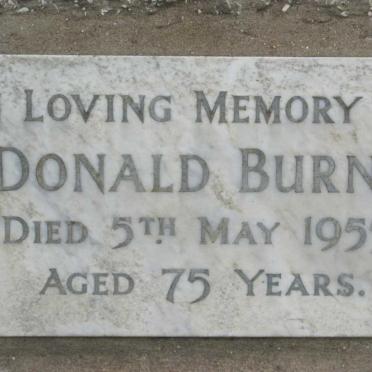 Loving Memory
Donald Burn
Died 5th May 195
Aged 75 Years.